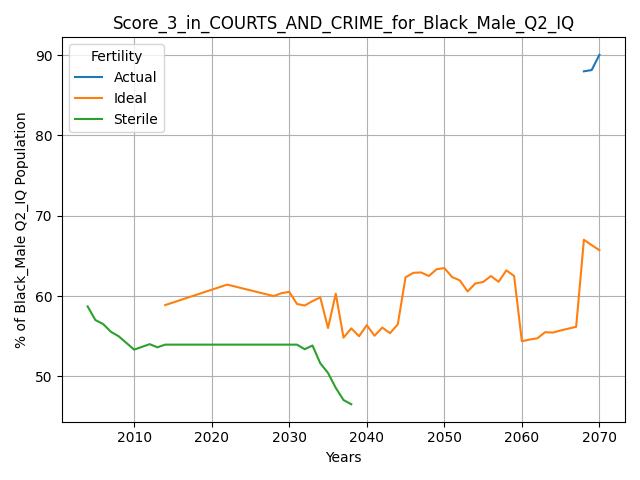 Score_3_in_COURTS_AND_CRIME_for_Black_Male_Q2_IQ
Fertility
Actual
Ideal
Sterile
% of Black_Male Q2_IQ Population
90
80
70
60
50
2010 2020 2030 2040 2050 2060 2070
Years